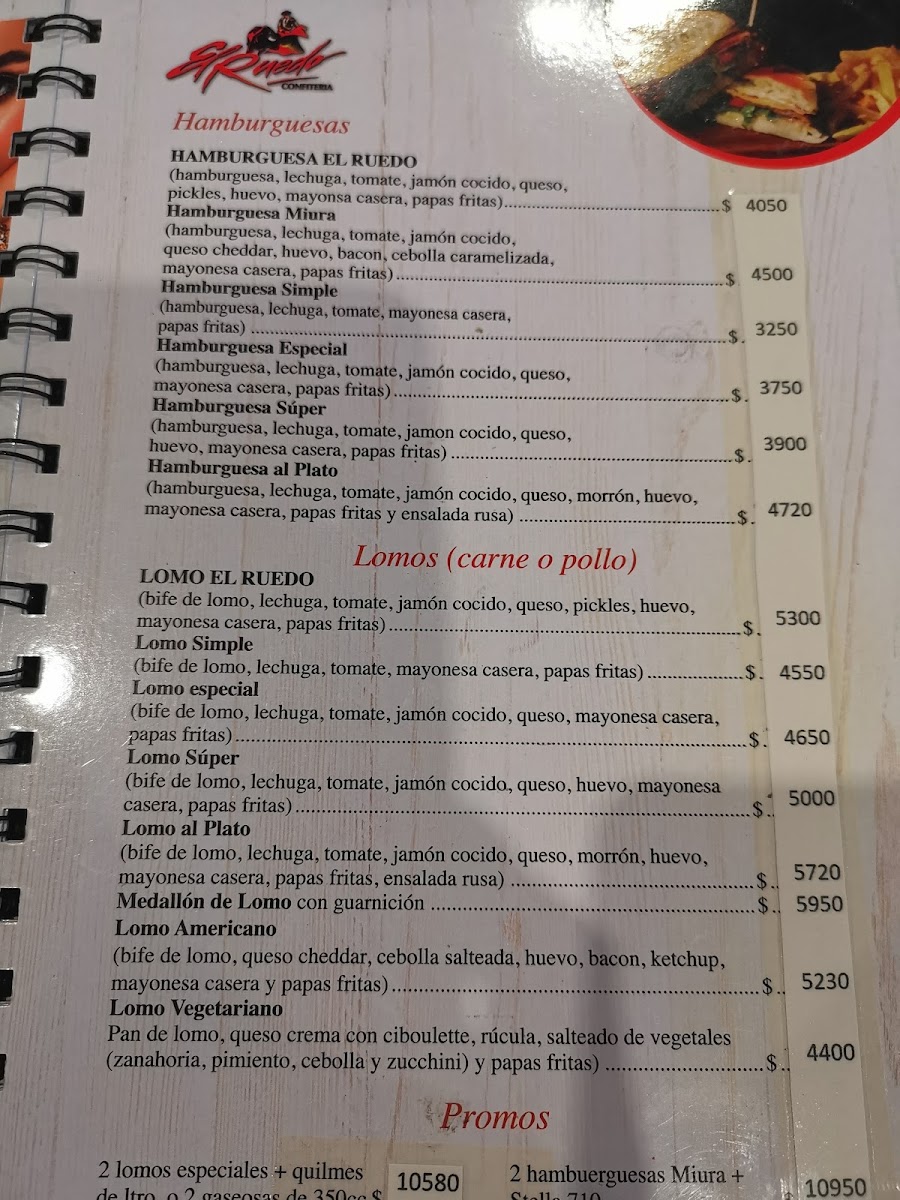 El Ruedo
CONFITERIA
Hamburguesas
HAMBURGUESA EL RUEDO
(hamburguesa, lechuga, tomate, jamón cocido, queso,
pickles, huevo, mayonsa casera, papas fritas)..........$ 4050
Hamburguesa Miura
(hamburguesa, lechuga, tomate, jamón cocido,
queso cheddar, huevo, bacon, cebolla caramelizada,
mayonesa casera, papas fritas)..........$ 4500
Hamburguesa Simple
(hamburguesa, lechuga, tomate, mayonesa casera,
papas fritas) ..........$. 3250
Hamburguesa Especial
(hamburguesa, lechuga, tomate, jamón cocido, queso,
mayonesa casera, papas fritas)..........$. 3750
Hamburguesa Súper
(hamburguesa, lechuga, tomate, jamon cocido, queso,
huevo, mayonesa casera, papas fritas) ..........$. 3900
Hamburguesa al Plato
(hamburguesa, lechuga, tomate, jamón cocido, queso, morrón, huevo,
mayonesa casera, papas fritas y ensalada rusa) ..........$. 4720
Lomos (carne o pollo)
LOMO EL RUEDO
(bife de lomo, lechuga, tomate, jamón cocido, queso, pickles, huevo,
mayonesa casera, papas fritas)..........$. 5300
Lomo Simple
(bife de lomo, lechuga, tomate, mayonesa casera, papas fritas)..........$. 4550
Lomo especial
(bife de lomo, lechuga, tomate, jamón cocido, queso, mayonesa casera,
papas fritas)..........$. 4650
Lomo Súper
(bife de lomo, lechuga, tomate, jamón cocido, queso, huevo, mayonesa
casera, papas fritas)..........$.. 5000
Lomo al Plato
(bife de lomo, lechuga, tomate, jamón cocido, queso, morrón, huevo,
mayonesa casera, papas fritas, ensalada rusa) ..........$.. 5720
Medallón de Lomo con guarnición ..........$.. 5950
Lomo Americano
(bife de lomo, queso cheddar, cebolla salteada, huevo, bacon, ketchup,
mayonesa casera y papas fritas)..........$.. 5230
Lomo Vegetariano
Pan de lomo, queso crema con ciboulette, rúcula, salteado de vegetales
(zanahoria, pimiento, cebolla y zucchini) y papas fritas) ..........$.. 4400
Promos
2 lomos especiales + quilmes
de ltro, o 2 gaseosas de 350cc $ 10580
2 hambuerguesas Miura +
Stella 710 10950